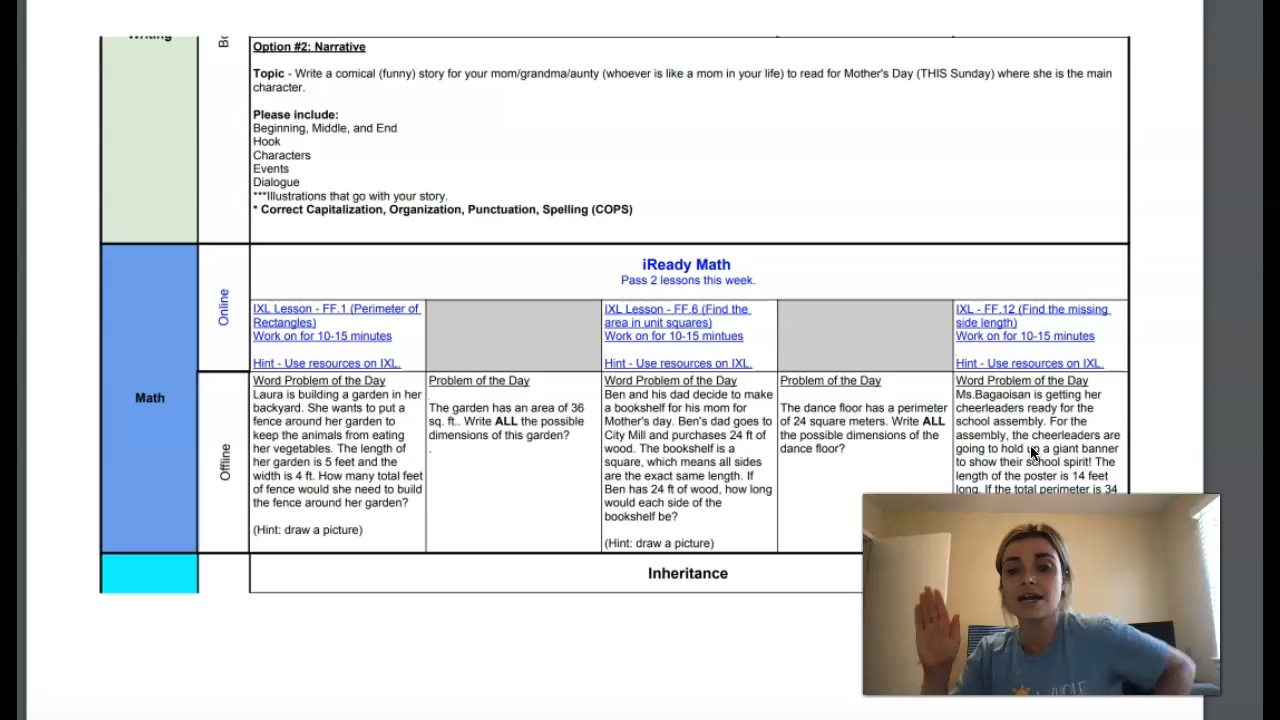 Option #2: Narrative
Topic - Write a comical (funny) story for your mom/grandma/aunty (whoever is like a mom in your life) to read for Mother's Day (THIS Sunday) where she is the main
character.
Please include:
Beginning, Middle, and End
Hook
Characters
Events
Dialogue
***Illustrations that go with your story.
* Correct Capitalization, Organization, Punctuation, Spelling (COPS)
Math
Online
iReady Math
Pass 2 lessons this week.
IXL Lesson - FF.1 (Perimeter of
Rectangles)
Work on for 10-15 minutes
Hint - Use resources on IXL.
IXL Lesson - FF.6 (Find the
area in unit squares)
Work on for 10-15 mintues
Hint - Use resources on IXL.
IXL - FF.12 (Find the missing
side length)
Work on for 10-15 minutes
Hint - Use resources on IXL.
Offline
Word Problem of the Day
Laura is building a garden in her
backyard. She wants to put a
fence around her garden to
keep the animals from eating
her vegetables. The length of
her garden is 5 feet and the
width is 4 ft. How many total feet
of fence would she need to build
the fence around her garden?
(Hint: draw a picture)
Problem of the Day
The garden has an area of 36
sq. ft.. Write ALL the possible
dimensions of this garden?
.
Word Problem of the Day
Ben and his dad decide to make
a bookshelf for his mom for
Mother's day. Ben's dad goes to
City Mill and purchases 24 ft of
wood. The bookshelf is a
square, which means all sides
are the exact same length. If
Ben has 24 ft of wood, how long
would each side of the
bookshelf be?
(Hint: draw a picture)
Problem of the Day
The dance floor has a perimeter
of 24 square meters. Write ALL
the possible dimensions of the
dance floor?
Word Problem of the Day
Ms.Bagaoisan is getting her
cheerleaders ready for the
school assembly. For the
assembly, the cheerleaders are
going to hold up a giant banner
to show their school spirit! The
length of the poster is 14 feet
long. If the total perimeter is 34
Inheritance